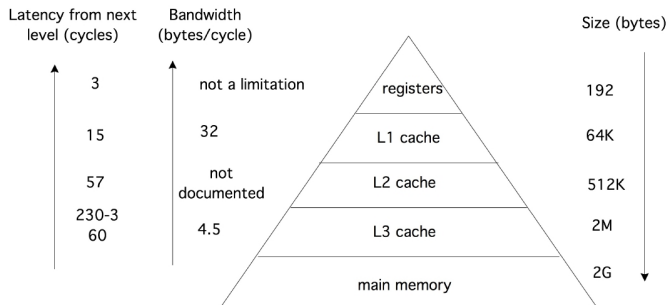 Latency from next
level (cycles)
Bandwidth
(bytes/cycle)
Size (bytes)
3
not a limitation
registers
192
15
32
L1 cache
64K
57
not
documented
L2 cache
512K
230-3
60
4.5
L3 cache
2M
main memory
2G